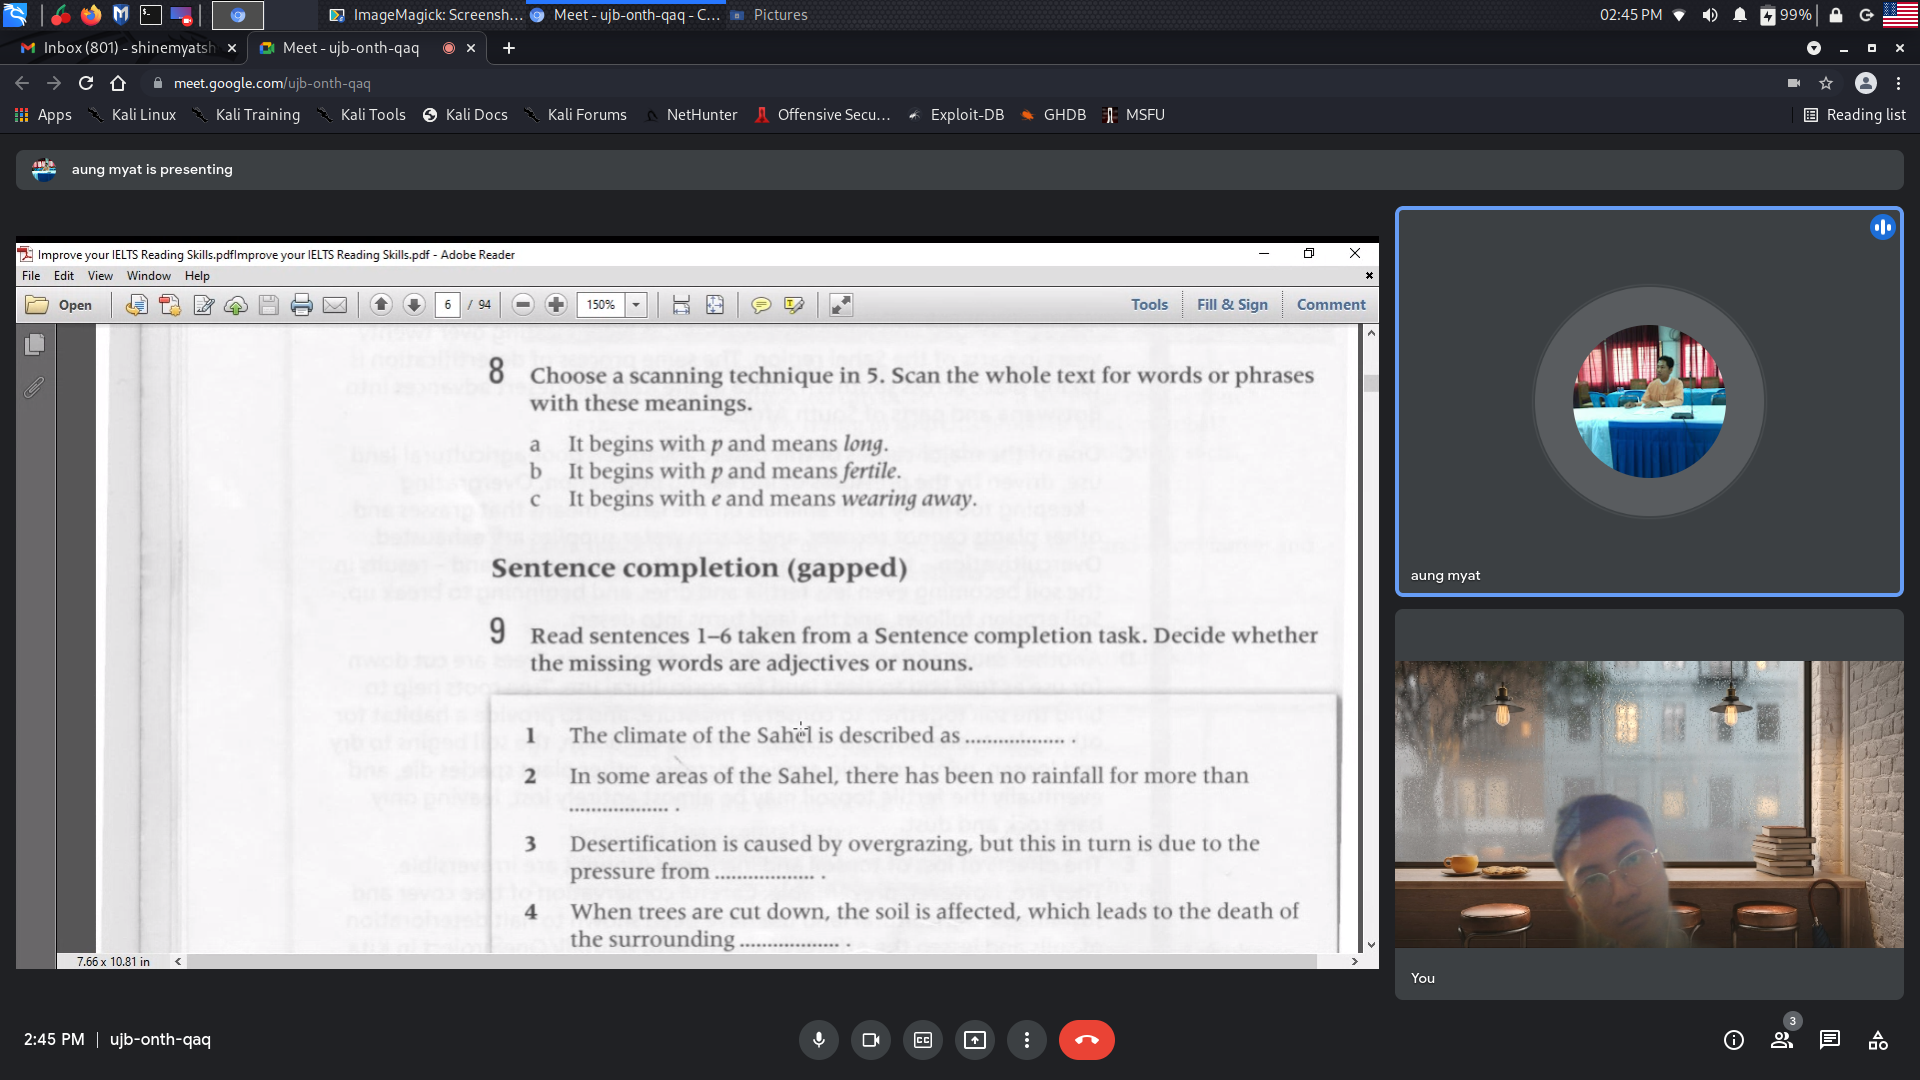 ImageMagick: Screensh...
Meet - ujb-onth-qaq - C...
Pictures
02:45 PM
99%
Inbox (801) - shinemyatsh
Meet - ujb-onth-qaq
meet.google.com/ujb-onth-qaq
Apps
Kali Linux
Kali Training
Kali Tools
Kali Docs
Kali Forums
NetHunter
Offensive Secu...
Exploit-DB
GHDB
MSFU
Reading list
aung myat is presenting
Improve your IELTS Reading Skills.pdfImprove your IELTS Reading Skills.pdf - Adobe Reader
File Edit View Window Help
Open
6 / 94
150%
Tools
Fill & Sign
Comment
8 Choose a scanning technique in 5. Scan the whole text for words or phrases
with these meanings.
a It begins with p and means long.
b It begins with p and means fertile.
c It begins with e and means wearing away.
Sentence completion (gapped)
9 Read sentences 1–6 taken from a Sentence completion task. Decide whether
the missing words are adjectives or nouns.
1 The climate of the Sahel is described as .................. .
2 In some areas of the Sahel, there has been no rainfall for more than
.................. .
3 Desertification is caused by overgrazing, but this in turn is due to the
pressure from .................. .
4 When trees are cut down, the soil is affected, which leads to the death of
the surrounding .................. .
7.66 x 10.81 in
aung myat
You
2:45 PM | ujb-onth-qaq
3